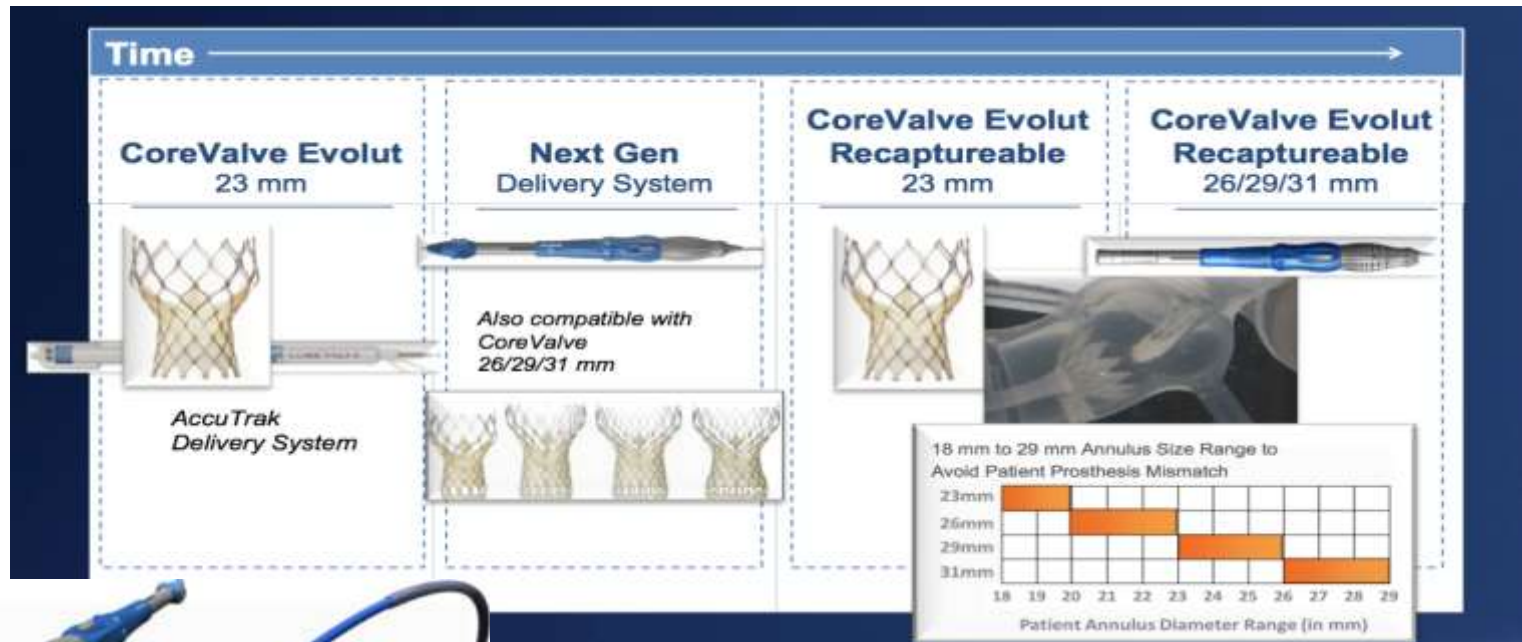 Time
CoreValve Evolut
23 mm
Next Gen
Delivery System
CoreValve Evolut
Recaptureable
23 mm
CoreValve Evolut
Recaptureable
26/29/31 mm
Also compatible with
CoreValve
26/29/31 mm
AccuTrak
Delivery System
18 mm to 29 mm Annulus Size Range to
Avoid Patient Prosthesis Mismatch
23mm
26mm
29mm
31mm
18 19 20 21 22 23 24 25 26 27 28 29
Patient Annulus Diameter Range (in mm)